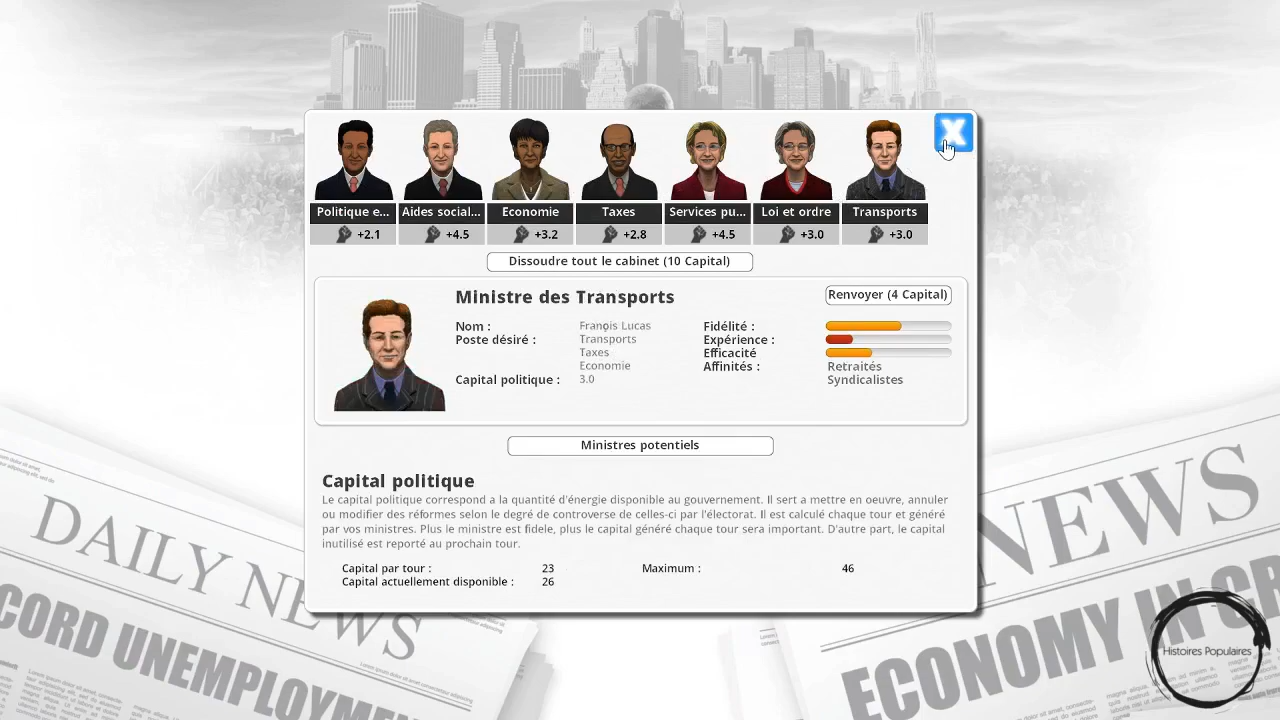 Politique e...
Aides social...
Economie
Taxes
Services pu...
Loi et ordre
Transports
+2.1
+4.5
+3.2
+2.8
+4.5
+3.0
+3.0
Dissoudre tout le cabinet (10 Capital)
Ministre des Transports
Renvoyer (4 Capital)
Nom : Françis Lucas
Poste désiré : Transports
Taxes
Economie
Capital politique : 3.0
Fidélité :
Expérience :
Efficacité
Affinités : Retraités
Syndicalistes
Ministres potentiels
Capital politique
Le capital politique correspond a la quantité d'énergie disponible au gouvernement. Il sert a mettre en oeuvre, annuler
ou modifier des réformes selon le degré de controverse de celles-ci par l'électorat. Il est calculé chaque tour et généré
par vos ministres. Plus le ministre est fidele, plus le capital généré chaque tour sera important. D'autre part, le capital
inutilisé est reporté au prochain tour.
Capital par tour : 23 Maximum : 46
Capital actuellement disponible : 26
DAILY NEWS
CORD UNEMPLOYME
NEWS
ECONOMY IN CR
Histoires Populaires